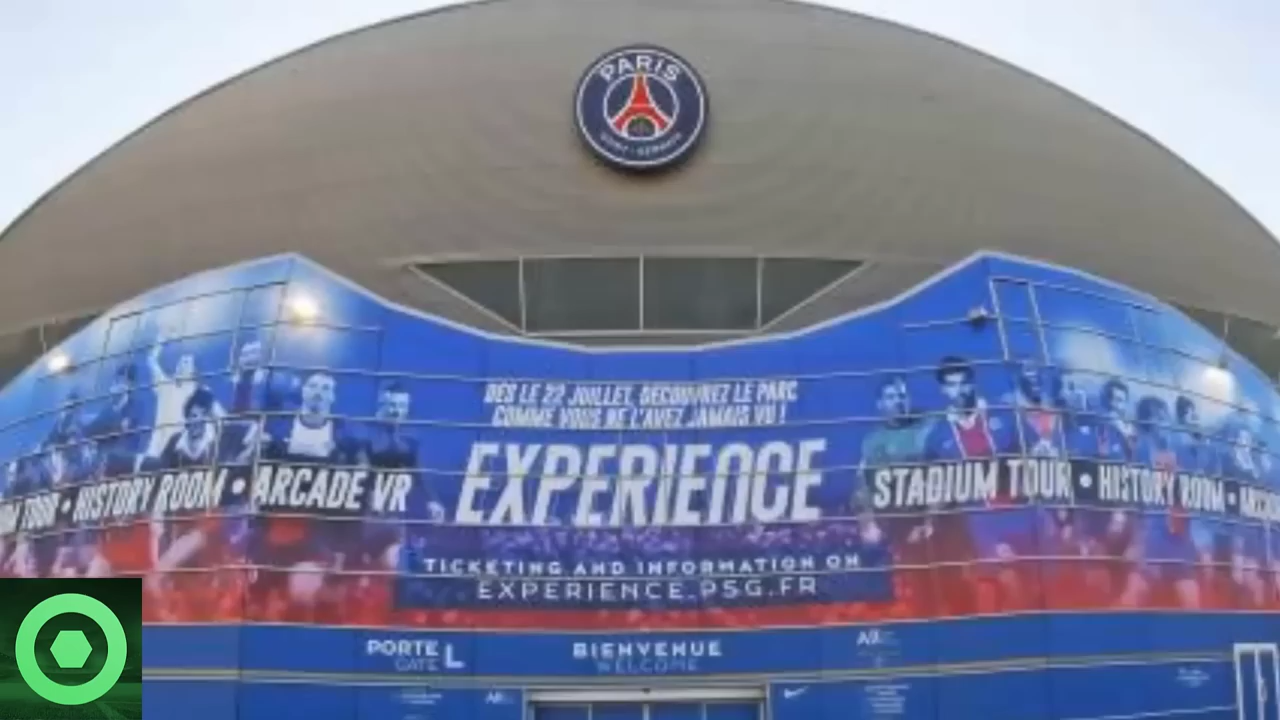 PARIS
DÈS LE 22 JUILLET, DÉCOUVREZ LE PARC
COMME VOUS NE L'AVEZ JAMAIS VU !
EXPERIENCE
TOUR • HISTORY ROOM • ARCADE VR
STADIUM TOUR • HISTORY ROOM •
TICKETING AND INFORMATION ON
EXPERIENCE.PSG.FR
PORTE L
GATE
BIENVENUE
WELCOME